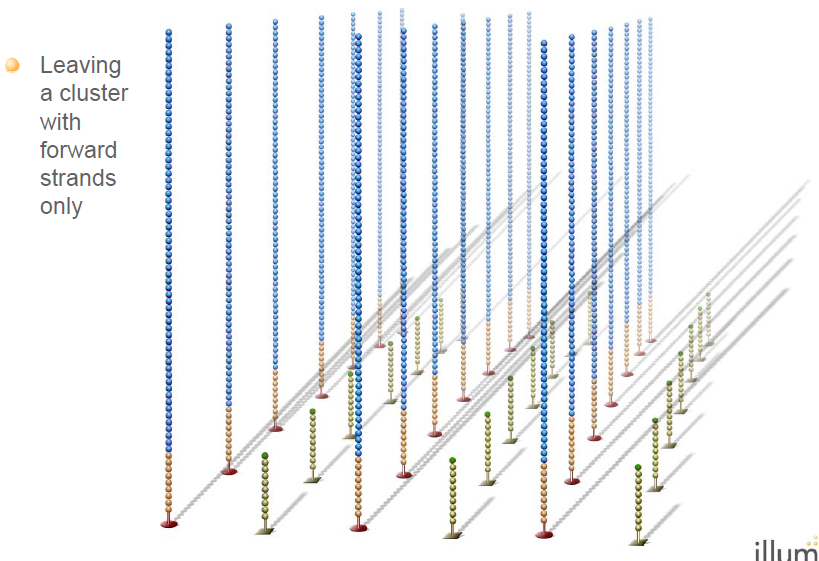 Leaving
a cluster
with
forward
strands
only
illum